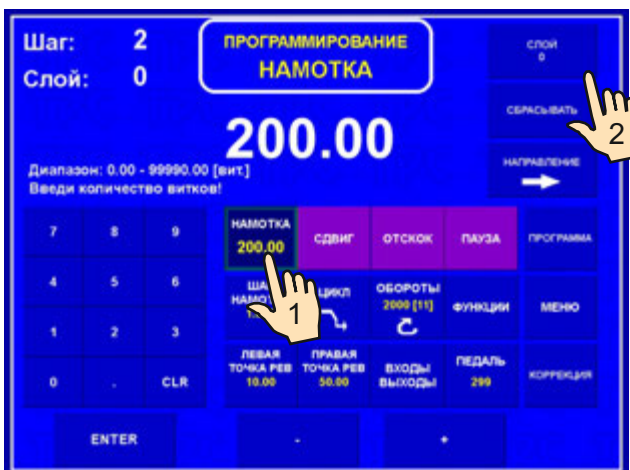 Шаг: 2
Слой: 0
ПРОГРАММИРОВАНИЕ
НАМОТКА
СЛОЙ
0
СБРАСЫВАТЬ
2
200.00
НАПРАВЛЕНИЕ
Диапазон: 0.00 - 99990.00 [вит.]
Введи количество витков!
7 8 9
НАМОТКА
200.00
СДВИГ
ОТСКОК
ПАУЗА
ПРОГРАММА
4 5 6
1
ЦИКЛ
ОБОРОТЫ
2000 [11]
ФУНКЦИИ
МЕНЮ
1 2 3
ЛЕВАЯ
ТОЧКА РЕВ
10.00
ПРАВАЯ
ТОЧКА РЕВ
50.00
ВХОДЫ
ВЫХОДЫ
ПЕДАЛЬ
299
КОРРЕКЦИЯ
0 . CLR
ENTER - +